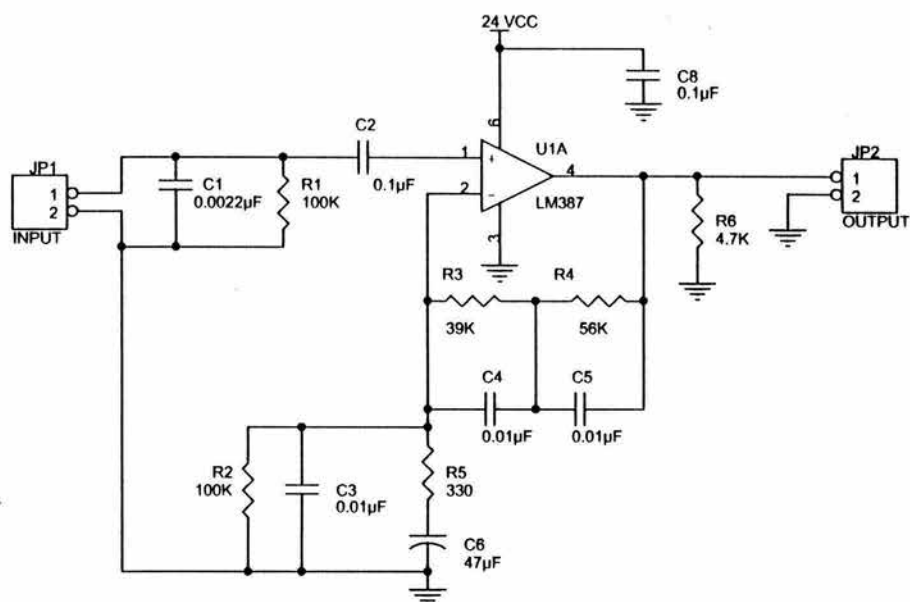 24 VCC
C8
0.1µF
C2
0.1µF
6
U1A
1
+
2
−
3
4
LM387
JP1
1
2
INPUT
C1
0.0022µF
R1
100K
JP2
1
2
OUTPUT
R6
4.7K
R3
39K
R4
56K
C4
0.01µF
C5
0.01µF
R2
100K
C3
0.01µF
R5
330
C6
47µF